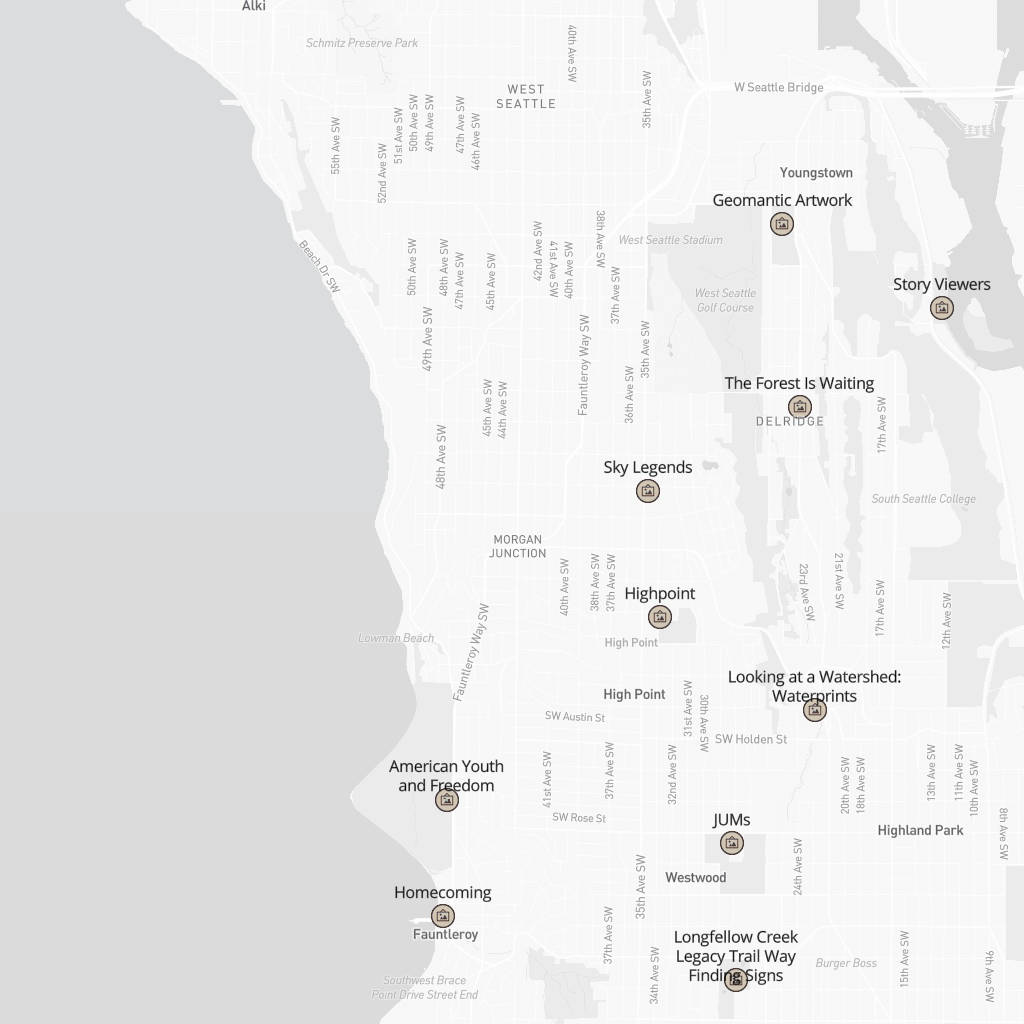 Alki
Schmitz Preserve Park
40th Ave SW
WEST
SEATTLE
35th Ave SW
W Seattle Bridge
55th Ave SW
52nd Ave SW
51st Ave SW
50th Ave SW
49th Ave SW
47th Ave SW
46th Ave SW
Youngstown
Geomantic Artwork
Beach Dr SW
50th Ave SW
48th Ave SW
47th Ave SW
45th Ave SW
42nd Ave SW
41st Ave SW
40th Ave SW
38th Ave SW
37th Ave SW
West Seattle Stadium
West Seattle
Golf Course
Story Viewers
49th Ave SW
Fauntleroy Way SW
35th Ave SW
36th Ave SW
The Forest Is Waiting
DELRIDGE
17th Ave SW
45th Ave SW
44th Ave SW
48th Ave SW
Sky Legends
South Seattle College
MORGAN
JUNCTION
40th Ave SW
38th Ave SW
37th Ave SW
23rd Ave SW
21st Ave SW
17th Ave SW
12th Ave SW
Highpoint
High Point
Lowman Beach
Fauntleroy Way SW
High Point
31st Ave SW
30th Ave SW
Looking at a Watershed:
Waterprints
SW Austin St
SW Holden St
41st Ave SW
37th Ave SW
32nd Ave SW
20th Ave SW
18th Ave SW
13th Ave SW
11th Ave SW
10th Ave SW
American Youth
and Freedom
SW Rose St
JUMs
Highland Park
8th Ave SW
Westwood
24th Ave SW
35th Ave SW
Homecoming
Fauntleroy
37th Ave SW
34th Ave SW
Longfellow Creek
Legacy Trail Way
Finding Signs
Burger Boss
15th Ave SW
9th Ave SW
Southwest Brace
Point Drive Street End